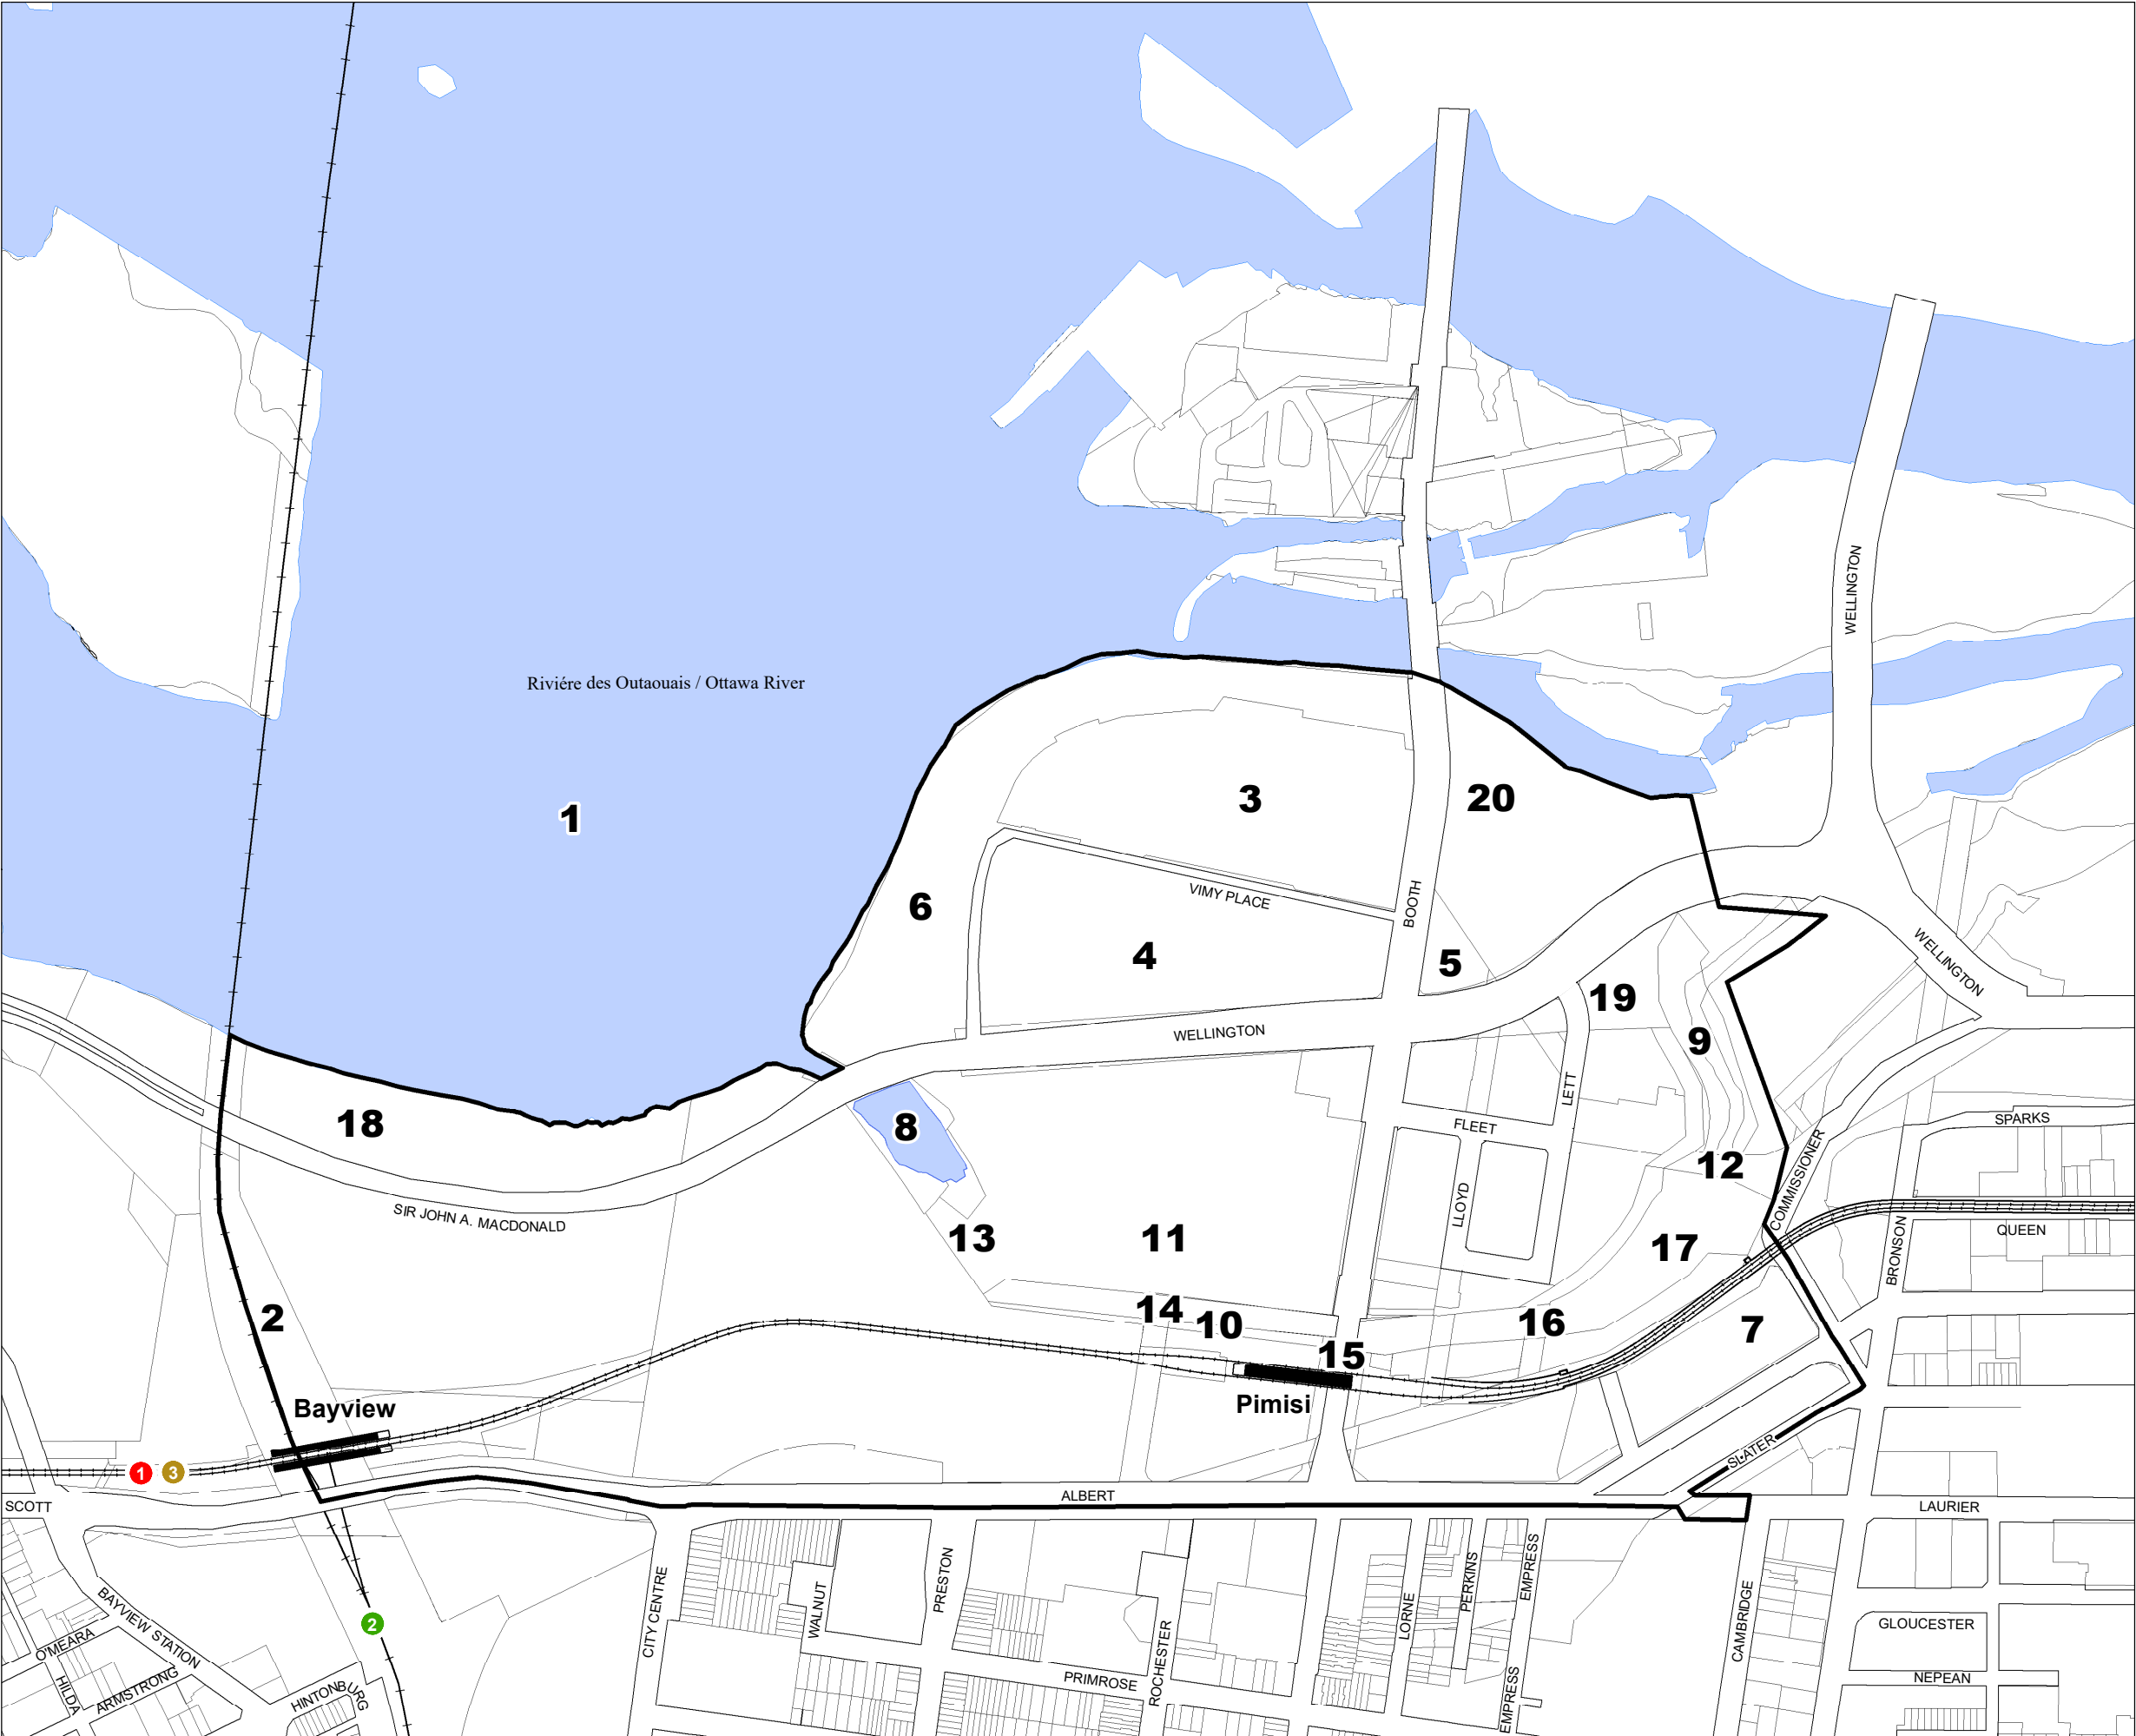 WELLINGTON
Riviére des Outaouais / Ottawa River
1
3
20
6
VIMY PLACE
BOOTH
4
5
WELLINGTON
19
WELLINGTON
9
8
18
LETT
FLEET
SPARKS
12
COMMISSIONER
SIR JOHN A. MACDONALD
13
11
LLOYD
17
QUEEN
BRONSON
2
14
10
16
7
15
Bayview
Pimisi
1
3
SLATER
SCOTT
ALBERT
LAURIER
BAYVIEW STATION
CITY CENTRE
WALNUT
PRESTON
ROCHESTER
LORNE
PERKINS
EMPRESS
CAMBRIDGE
2
GLOUCESTER
O'MEARA
HILDA
ARMSTRONG
HINTONBURG
PRIMROSE
EMPRESS
NEPEAN